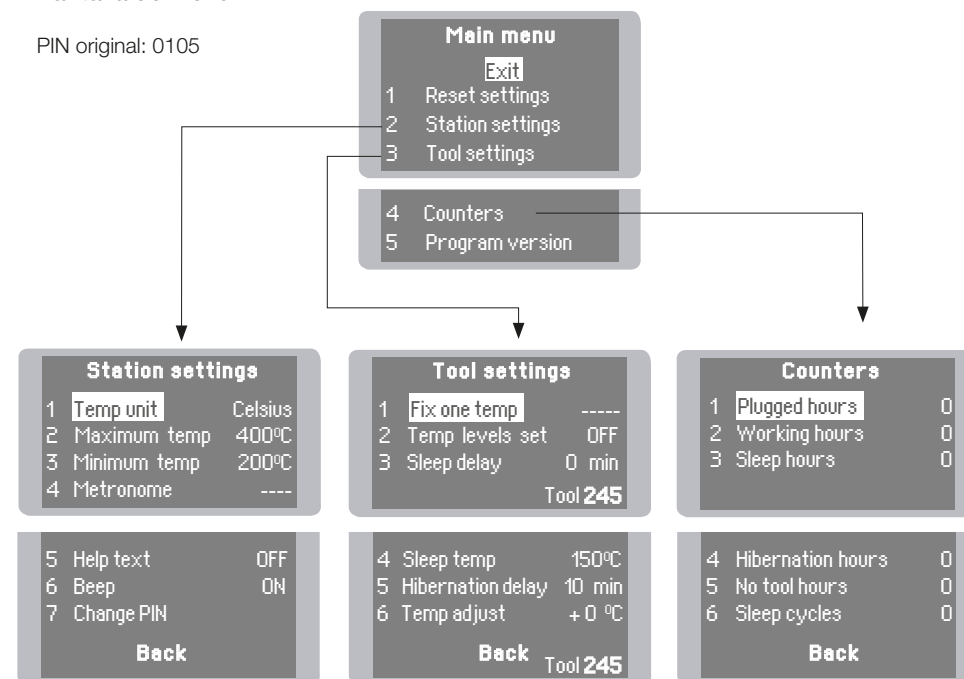 PIN original: 0105
Main menu
Exit
1 Reset settings
2 Station settings
3 Tool settings
4 Counters
5 Program version
Station settings
1 Temp unit Celsius
2 Maximum temp 400ºC
3 Minimum temp 200ºC
4 Metronome ----
5 Help text OFF
6 Beep ON
7 Change PIN
Back
Tool settings
1 Fix one temp -----
2 Temp levels set OFF
3 Sleep delay 0 min
Tool 245
4 Sleep temp 150ºC
5 Hibernation delay 10 min
6 Temp adjust +0 ºC
Back
Tool 245
Counters
1 Plugged hours 0
2 Working hours 0
3 Sleep hours 0
4 Hibernation hours 0
5 No tool hours 0
6 Sleep cycles 0
Back